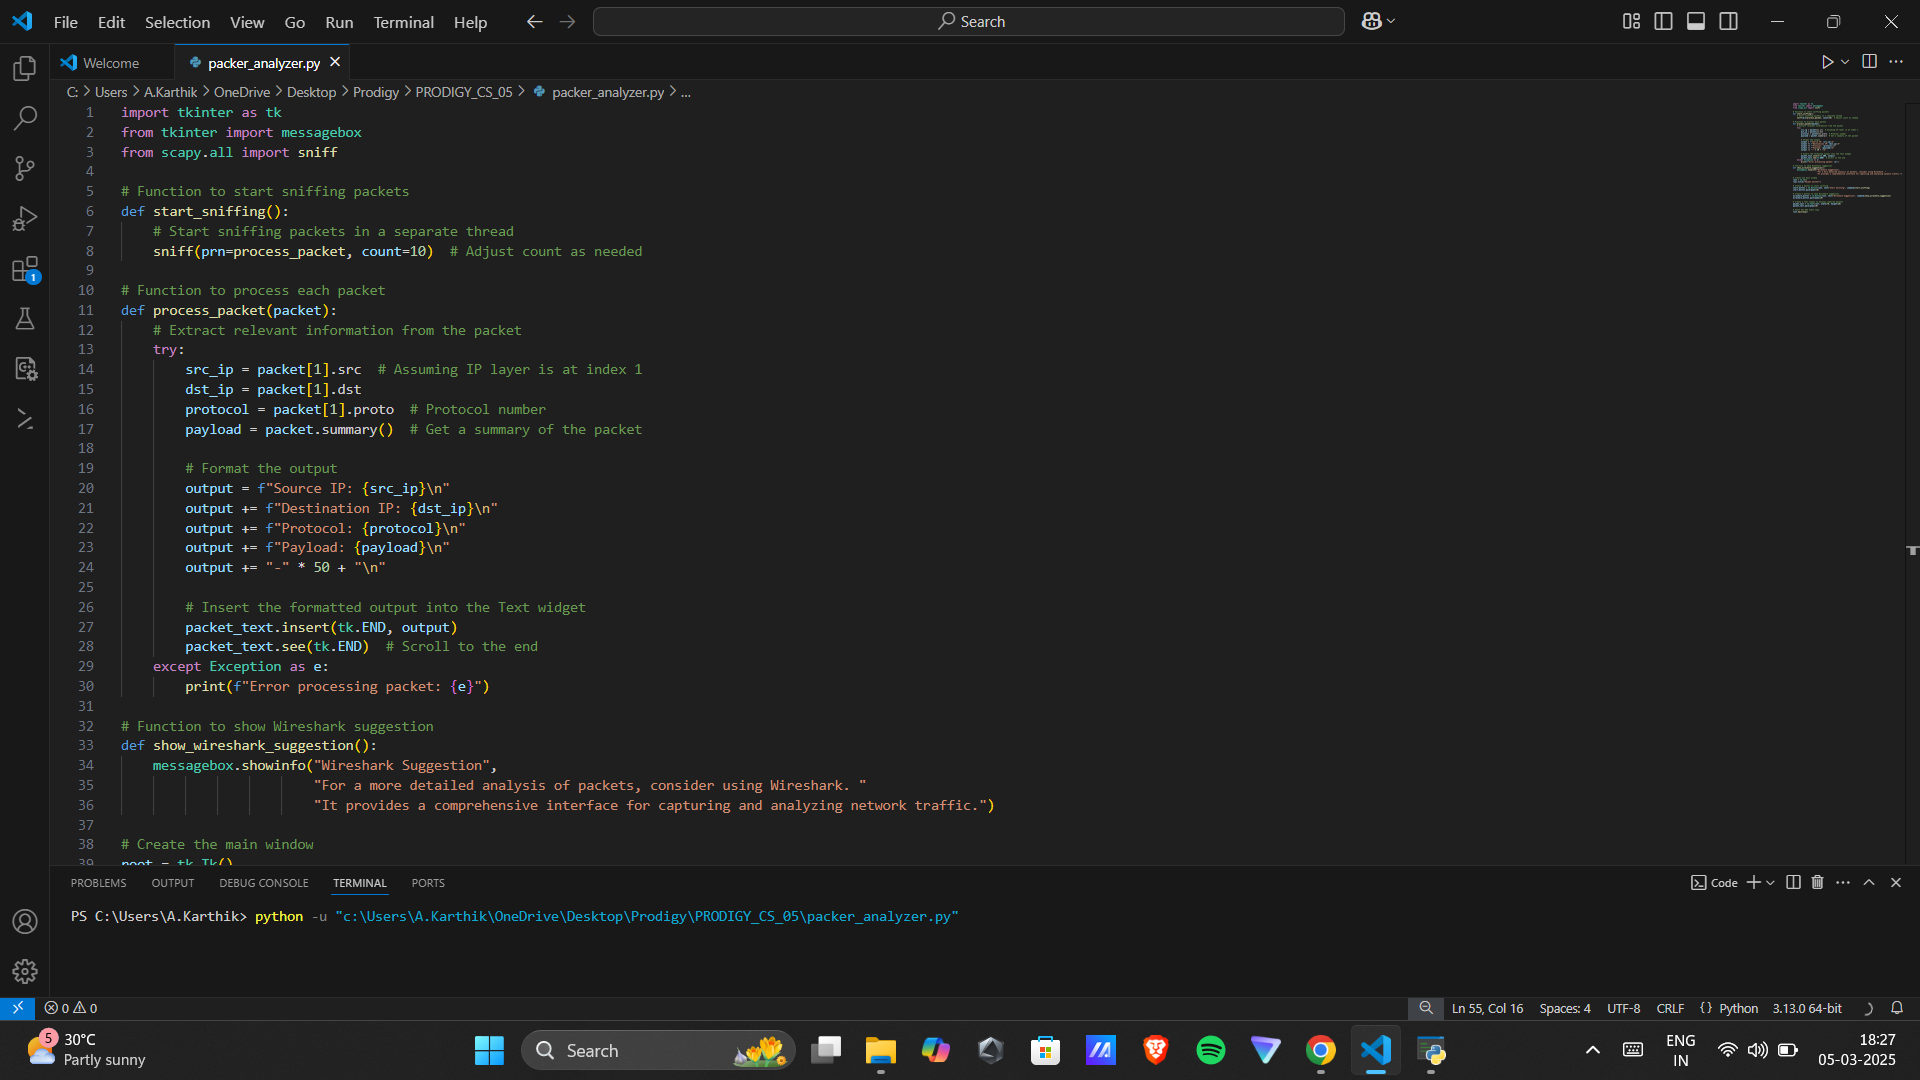 File Edit Selection View Go Run Terminal Help
Search
Welcome
packer_analyzer.py
C: > Users > A.Karthik > OneDrive > Desktop > Prodigy > PRODIGY_CS_05 > packer_analyzer.py > ...
1 import tkinter as tk
2 from tkinter import messagebox
3 from scapy.all import sniff
4
5 # Function to start sniffing packets
6 def start_sniffing():
7 # Start sniffing packets in a separate thread
8 sniff(prn=process_packet, count=10)  # Adjust count as needed
9
10 # Function to process each packet
11 def process_packet(packet):
12 # Extract relevant information from the packet
13 try:
14 src_ip = packet[1].src  # Assuming IP layer is at index 1
15 dst_ip = packet[1].dst
16 protocol = packet[1].proto  # Protocol number
17 payload = packet.summary()  # Get a summary of the packet
18
19 # Format the output
20 output = f"Source IP: {src_ip}\n"
21 output += f"Destination IP: {dst_ip}\n"
22 output += f"Protocol: {protocol}\n"
23 output += f"Payload: {payload}\n"
24 output += "-" * 50 + "\n"
25
26 # Insert the formatted output into the Text widget
27 packet_text.insert(tk.END, output)
28 packet_text.see(tk.END)  # Scroll to the end
29 except Exception as e:
30 print(f"Error processing packet: {e}")
31
32 # Function to show Wireshark suggestion
33 def show_wireshark_suggestion():
34 messagebox.showinfo("Wireshark Suggestion",
35 "For a more detailed analysis of packets, consider using Wireshark. "
36 "It provides a comprehensive interface for capturing and analyzing network traffic.")
37
38 # Create the main window
39 root = tk.Tk()
PROBLEMS OUTPUT DEBUG CONSOLE TERMINAL PORTS
Code
PS C:\Users\A.Karthik> python -u "c:\Users\A.Karthik\OneDrive\Desktop\Prodigy\PRODIGY_CS_05\packer_analyzer.py"
1
0 0
Ln 55, Col 16 Spaces: 4 UTF-8 CRLF {} Python 3.13.0 64-bit
5
30°C
Partly sunny
Search
ENG
IN
18:27
05-03-2025